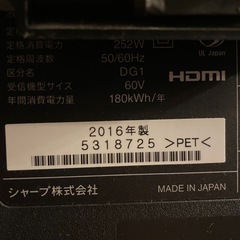 定格消費電力 252W
定格周波数 50/60Hz
区分名 DG1
受信機型サイズ 60V
年間消費電力量 180kWh/年
UL Japan
HDMI
2016年製
5318725 >PET<
シャープ株式会社
MADE IN JAPAN